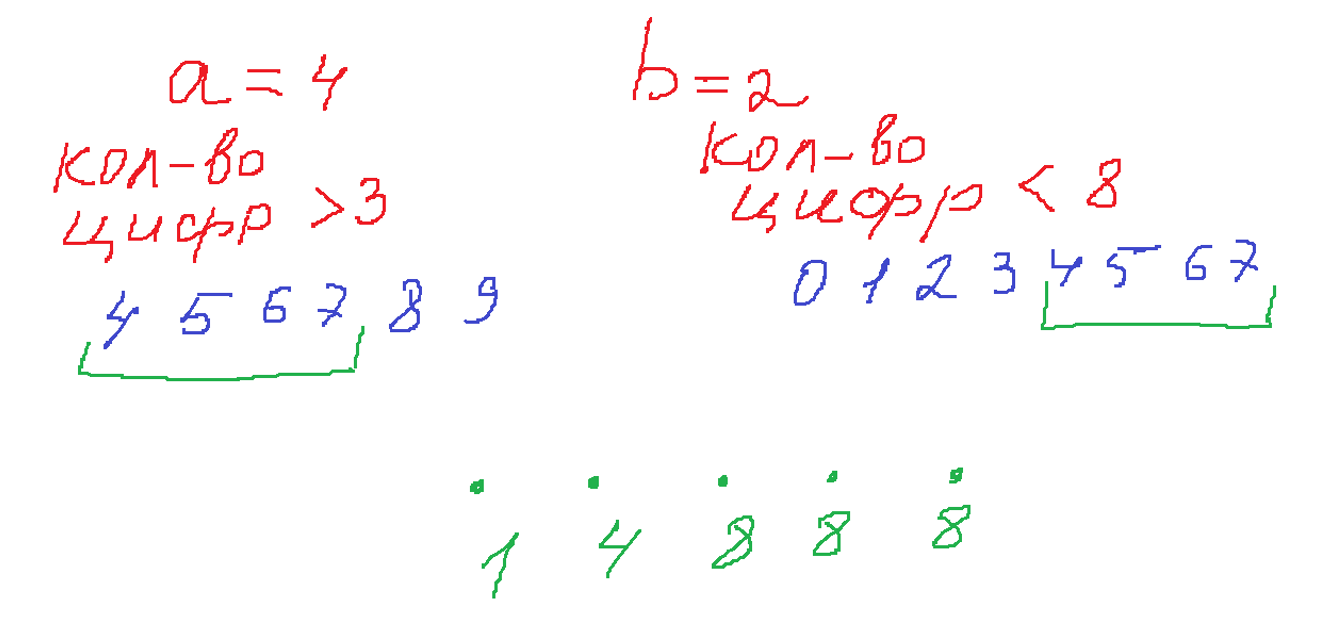 a = 4
кол-во
цифр > 3
4 5 6 7 8 9
b = 2
кол-во
цифр < 8
0 1 2 3 4 5 6 7
1 4 8 8 8